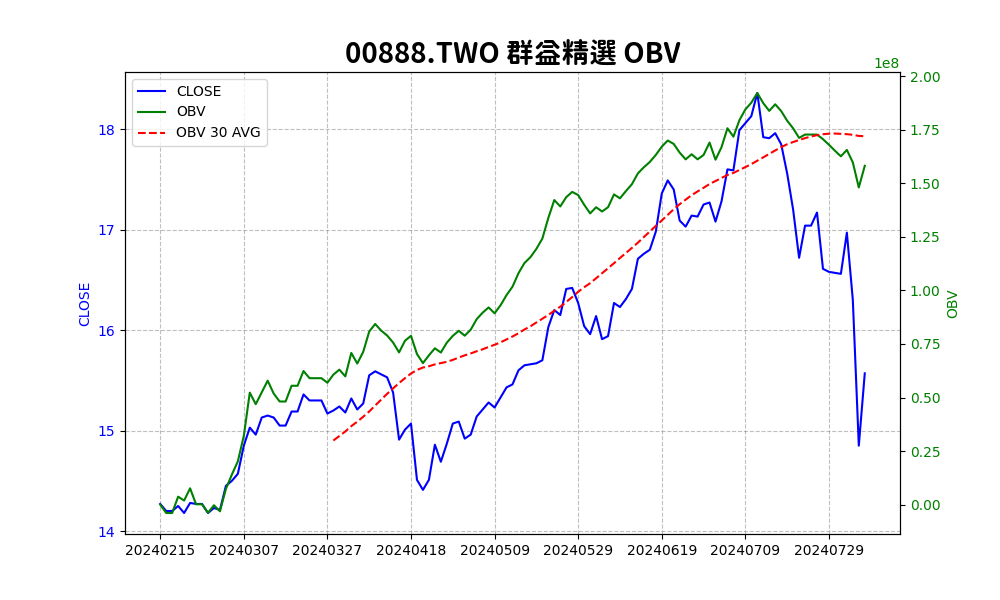 00888.TWO 群益精選 OBV
1e8
CLOSE
OBV
OBV 30 AVG
18
17
16
15
14
CLOSE
2.00
1.75
1.50
1.25
1.00
0.75
0.50
0.25
0.00
OBV
20240215 20240307 20240327 20240418 20240509 20240529 20240619 20240709 20240729